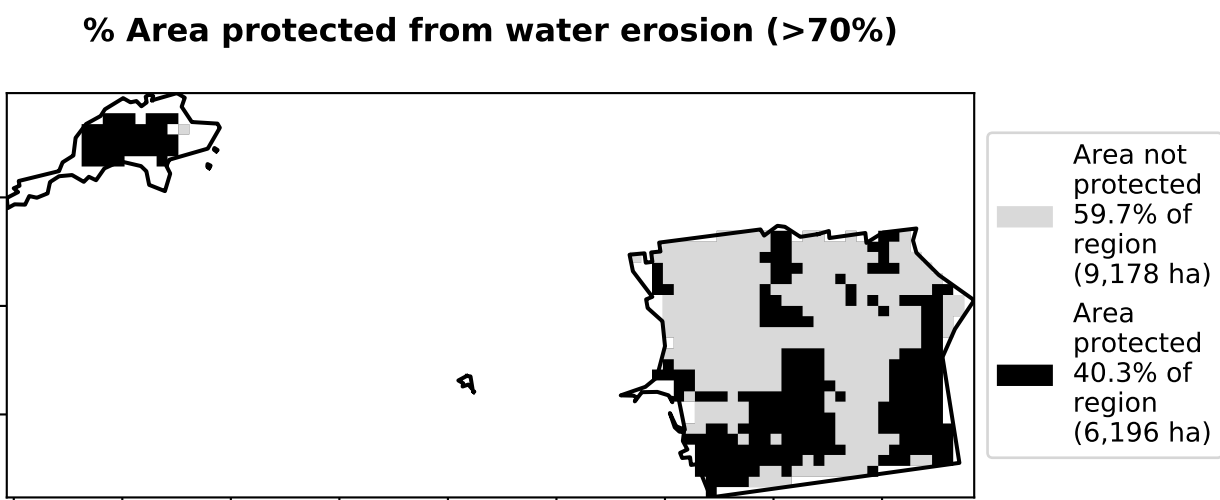 % Area protected from water erosion (>70%)
Area not
protected
59.7% of
region
(9,178 ha)
Area
protected
40.3% of
region
(6,196 ha)